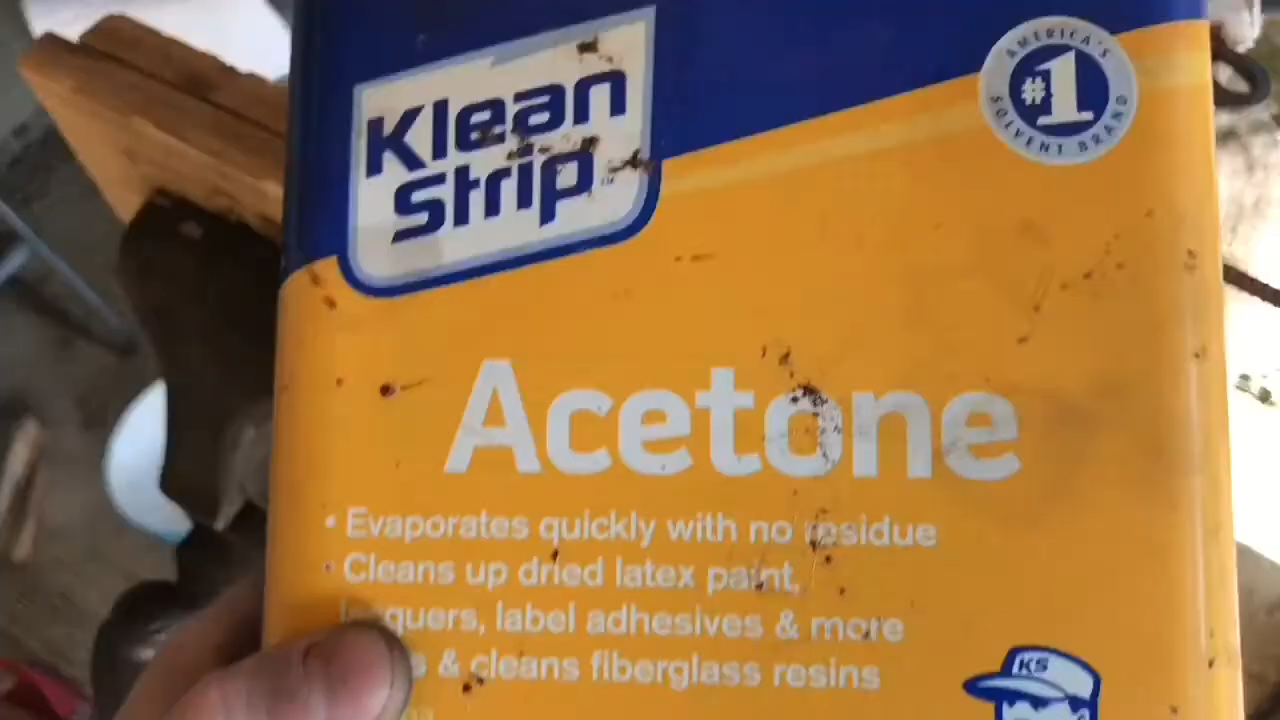 Klean
Strip
AMERICA'S
#1
SOLVENT BRAND
Acetone
• Evaporates quickly with no residue
• Cleans up dried latex paint,
lacquers, label adhesives & more
& cleans fiberglass resins
KS